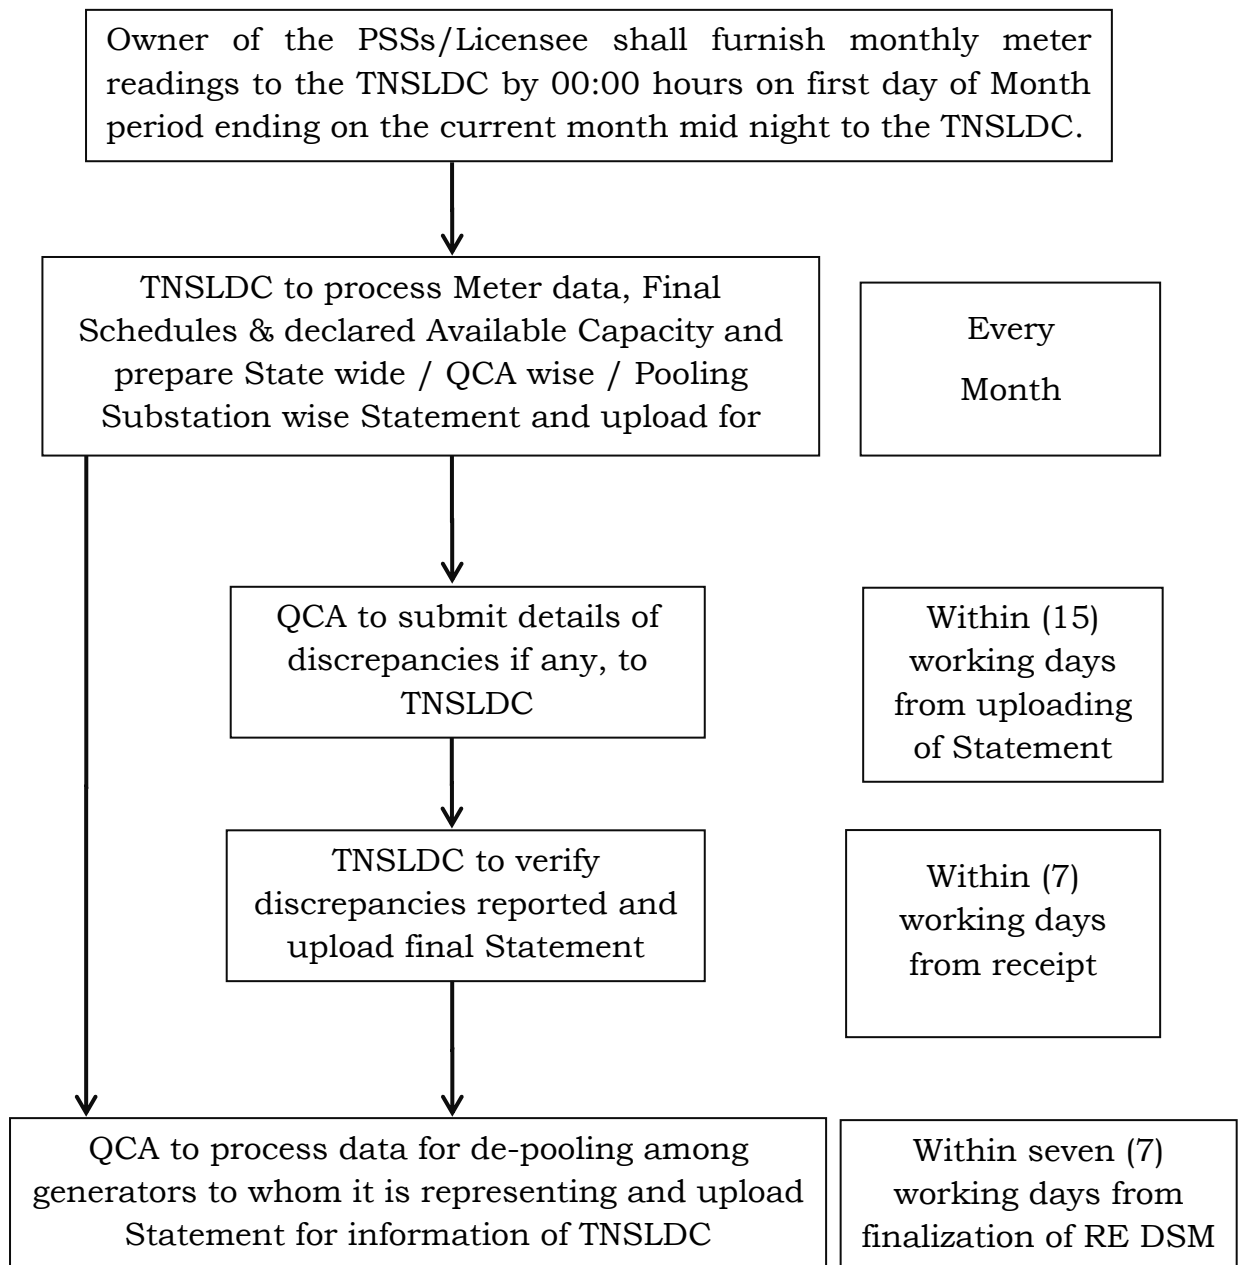 Owner of the PSSs/Licensee shall furnish monthly meter
readings to the TNSLDC by 00:00 hours on first day of Month
period ending on the current month mid night to the TNSLDC.
TNSLDC to process Meter data, Final
Schedules & declared Available Capacity and
prepare State wide / QCA wise / Pooling
Substation wise Statement and upload for
Every
Month
QCA to submit details of
discrepancies if any, to
TNSLDC
Within (15)
working days
from uploading
of Statement
TNSLDC to verify
discrepancies reported and
upload final Statement
Within (7)
working days
from receipt
QCA to process data for de-pooling among
generators to whom it is representing and upload
Statement for information of TNSLDC
Within seven (7)
working days from
finalization of RE DSM